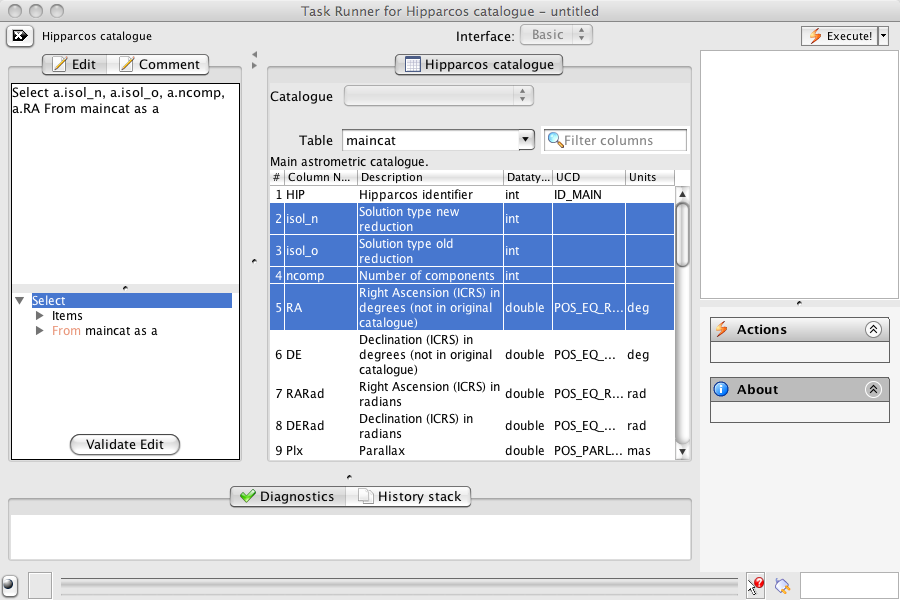 Task Runner for Hipparcos catalogue - untitled
Hipparcos catalogue
Interface: Basic
Execute!
Edit
Comment
Hipparcos catalogue
Select a.isol_n, a.isol_o, a.ncomp,
a.RA From maincat as a
Catalogue
Table maincat
Filter columns
Main astrometric catalogue.
# Column N... Description Dataty... UCD Units
1 HIP Hipparcos identifier int ID_MAIN
2 isol_n Solution type new
reduction int
3 isol_o Solution type old
reduction int
4 ncomp Number of components int
5 RA Right Ascension (ICRS) in
degrees (not in original
catalogue) double POS_EQ_R... deg
6 DE Declination (ICRS) in
degrees (not in original
catalogue) double POS_EQ_... deg
7 RARad Right Ascension (ICRS) in
radians double POS_EQ_R... rad
8 DERad Declination (ICRS) in
radians double POS_EQ_... rad
9 Plx Parallax double POS_PARL... mas
Select
Items
From maincat as a
Validate Edit
Actions
About
Diagnostics
History stack